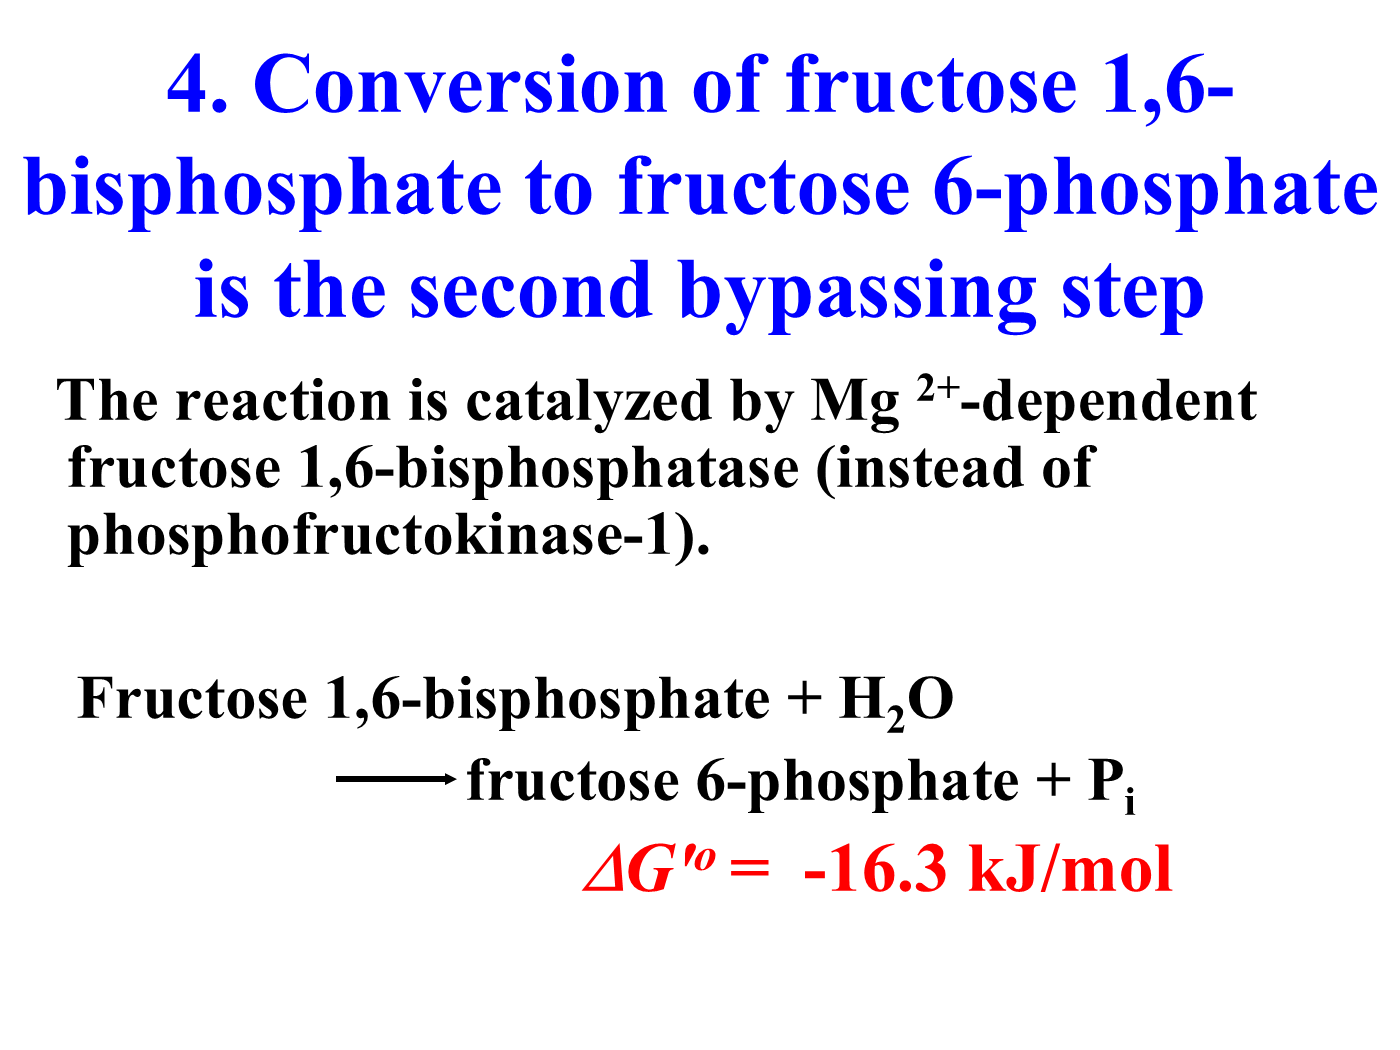 4. Conversion of fructose 1,6-
bisphosphate to fructose 6-phosphate
is the second bypassing step
The reaction is catalyzed by Mg ²⁺-dependent
fructose 1,6-bisphosphatase (instead of
phosphofructokinase-1).
Fructose 1,6-bisphosphate + H₂O
⟶ fructose 6-phosphate + Pᵢ
ΔG'º = -16.3 kJ/mol